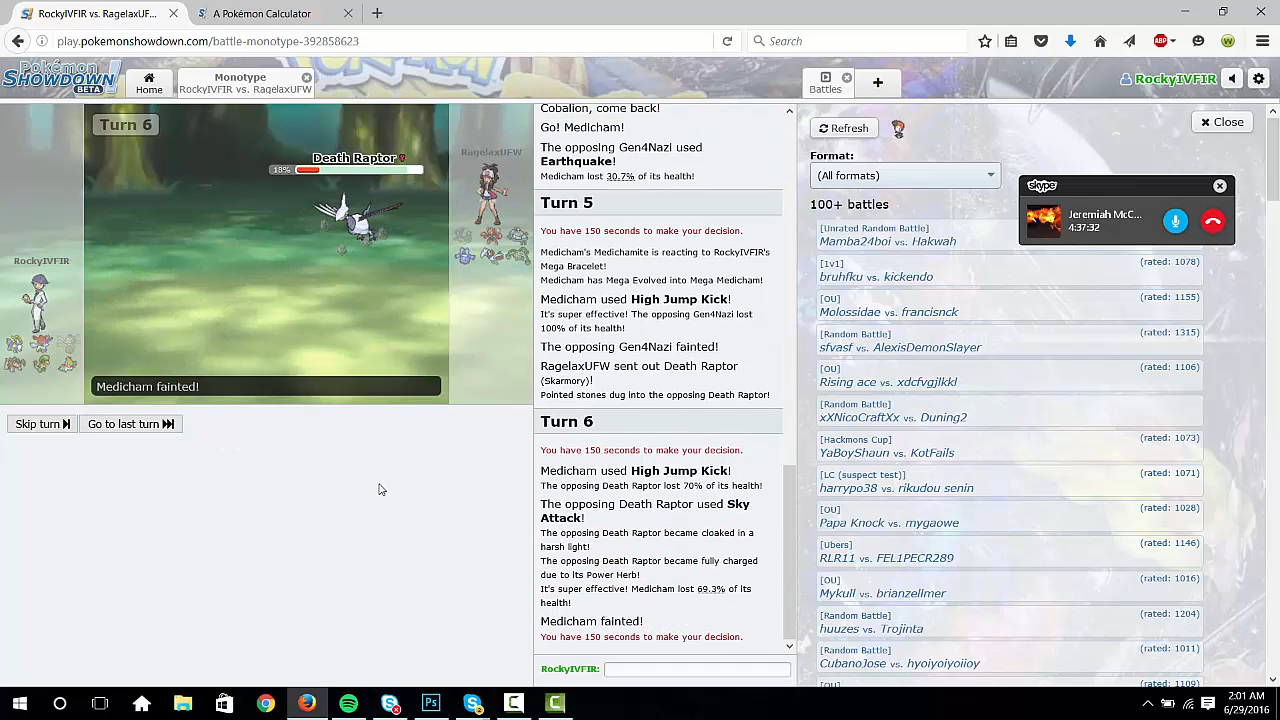 RockyIVFIR vs. RagelaxUF...
A Pokémon Calculator
play.pokemonshowdown.com/battle-monotype-392858623
Search
ABP
Pokémon
SHOWDOWN
BETA
Home
Monotype
RockyIVFIR vs. RagelaxUFW
Battles
RockyIVFIR
Turn 6
Death Raptor
18%
RagelaxUFW
RockyIVFIR
Medicham fainted!
Skip turn
Go to last turn
Cobalion, come back!
Go! Medicham!
The opposing Gen4Nazi used
Earthquake!
Medicham lost 30.7% of its health!
Turn 5
You have 150 seconds to make your decision.
Medicham's Medichamite is reacting to RockyIVFIR's
Mega Bracelet!
Medicham has Mega Evolved into Mega Medicham!
Medicham used High Jump Kick!
It's super effective! The opposing Gen4Nazi lost
100% of its health!
The opposing Gen4Nazi fainted!
RagelaxUFW sent out Death Raptor
(Skarmory)!
Pointed stones dug into the opposing Death Raptor!
Turn 6
You have 150 seconds to make your decision.
Medicham used High Jump Kick!
The opposing Death Raptor lost 70% of its health!
The opposing Death Raptor used Sky
Attack!
The opposing Death Raptor became cloaked in a
harsh light!
The opposing Death Raptor became fully charged
due to its Power Herb!
It's super effective! Medicham lost 69.3% of its
health!
Medicham fainted!
You have 150 seconds to make your decision.
RockyIVFIR:
Refresh
Close
Format:
(All formats)
100+ battles
skype
Jeremiah McC...
4:37:32
[Unrated Random Battle]
Mamba24boi vs. Hakwah
[1v1]
(rated: 1078)
bruhfku vs. kickendo
[OU]
(rated: 1155)
Molossidae vs. francisnck
[Random Battle]
(rated: 1315)
sfvasf vs. AlexisDemonSlayer
[OU]
(rated: 1106)
Rising ace vs. xdcfvgjlkkl
[Random Battle]
xXNicoCraftXx vs. Duning2
[Hackmons Cup]
(rated: 1073)
YaBoyShaun vs. KotFails
[LC (suspect test)]
(rated: 1071)
harrypo38 vs. rikudou senin
[OU]
(rated: 1028)
Papa Knock vs. mygaowe
[Ubers]
(rated: 1146)
RLR11 vs. FEL1PECR289
[OU]
(rated: 1016)
Mykull vs. brianzellmer
[Random Battle]
(rated: 1204)
huuzes vs. Trojinta
[Random Battle]
(rated: 1011)
CubanoJose vs. hyoiyoiyoiioy
[OU]
(rated: 1109)
2:01 AM
6/29/2016